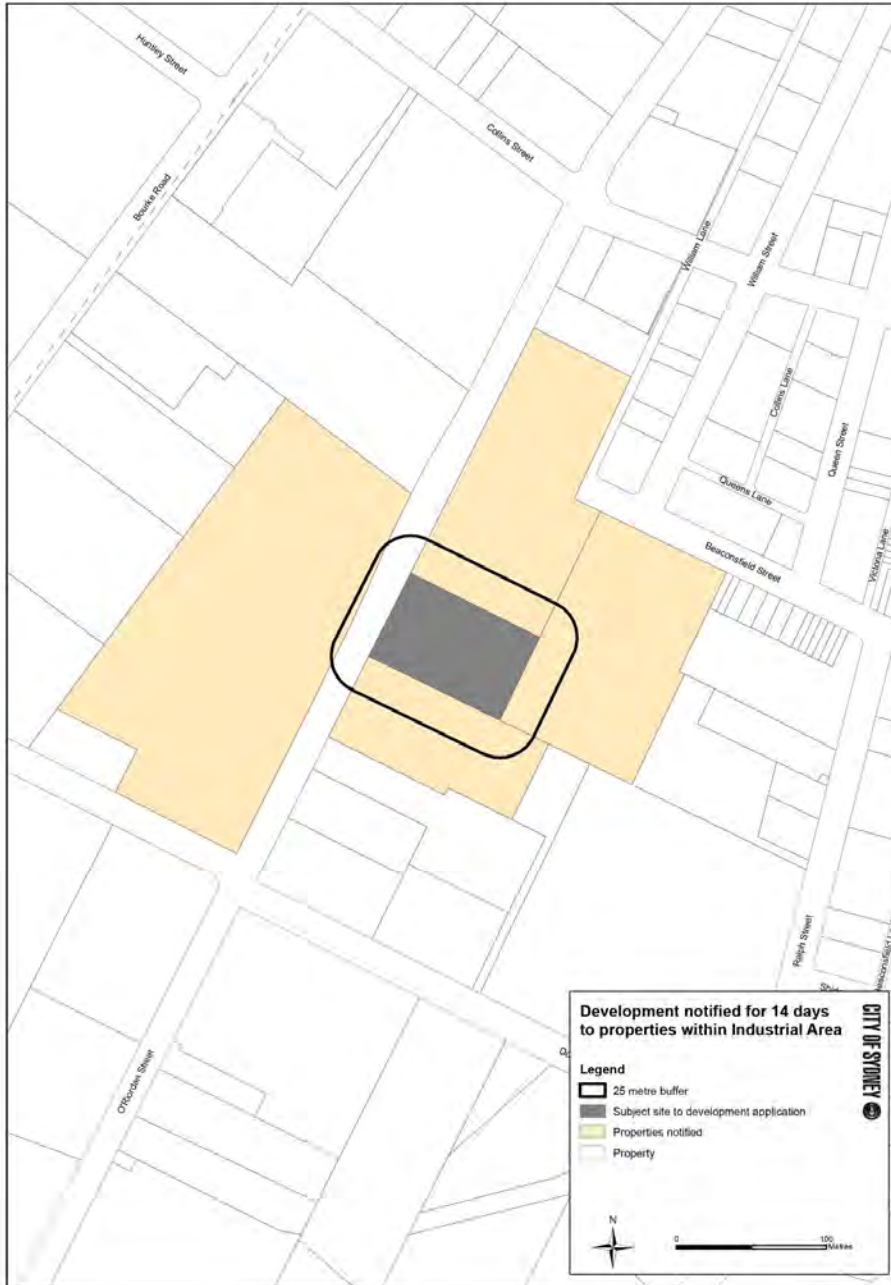 Huntley Street
Collins Street
Bourke Road
William Lane
William Street
Collins Lane
Queen Street
Queens Lane
Beaconsfield Street
Victoria Lane
Ralph Street
O'Riordan Street
Development notified for 14 days
to properties within Industrial Area
CITY OF SYDNEY
Legend
25 metre buffer
Subject site to development application
Properties notified
Property
N
0
100
Metres